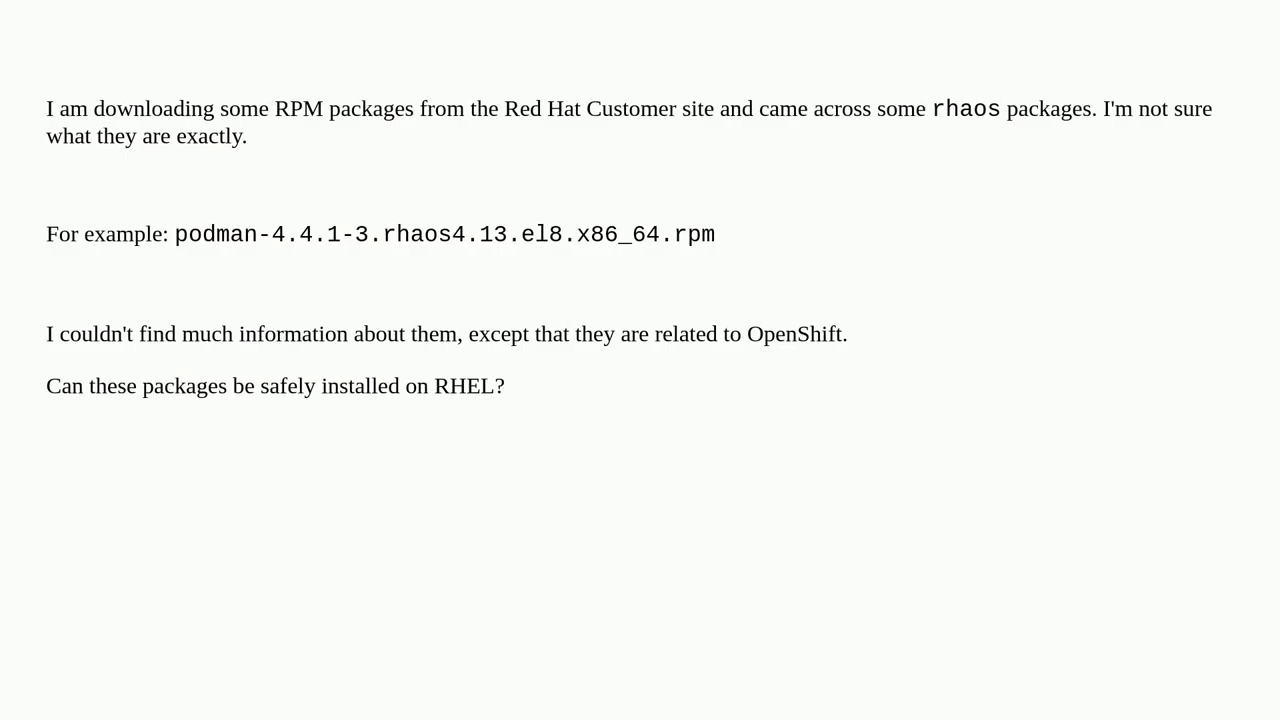 I am downloading some RPM packages from the Red Hat Customer site and came across some rhaos packages. I'm not sure
what they are exactly.
For example: podman-4.4.1-3.rhaos4.13.el8.x86_64.rpm
I couldn't find much information about them, except that they are related to OpenShift.
Can these packages be safely installed on RHEL?